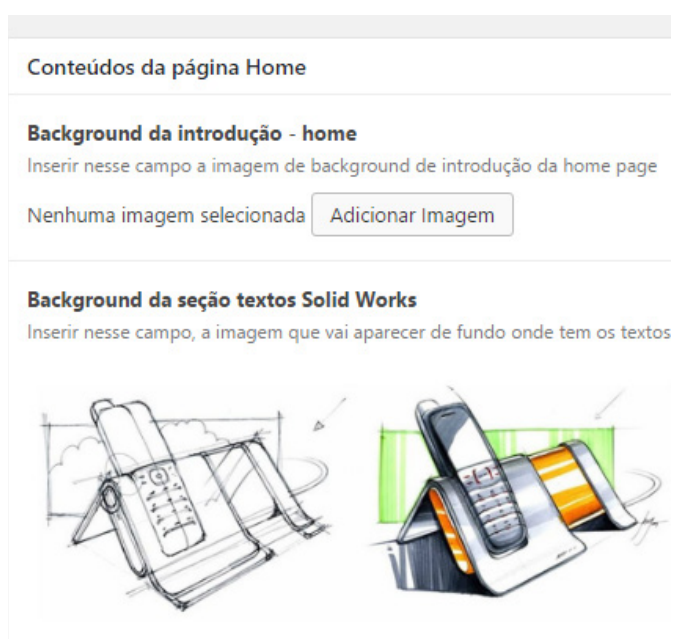 Conteúdos da página Home
Background da introdução - home
Inserir nesse campo a imagem de background de introdução da home page
Nenhuma imagem selecionada Adicionar Imagem
Background da seção textos Solid Works
Inserir nesse campo, a imagem que vai aparecer de fundo onde tem os textos